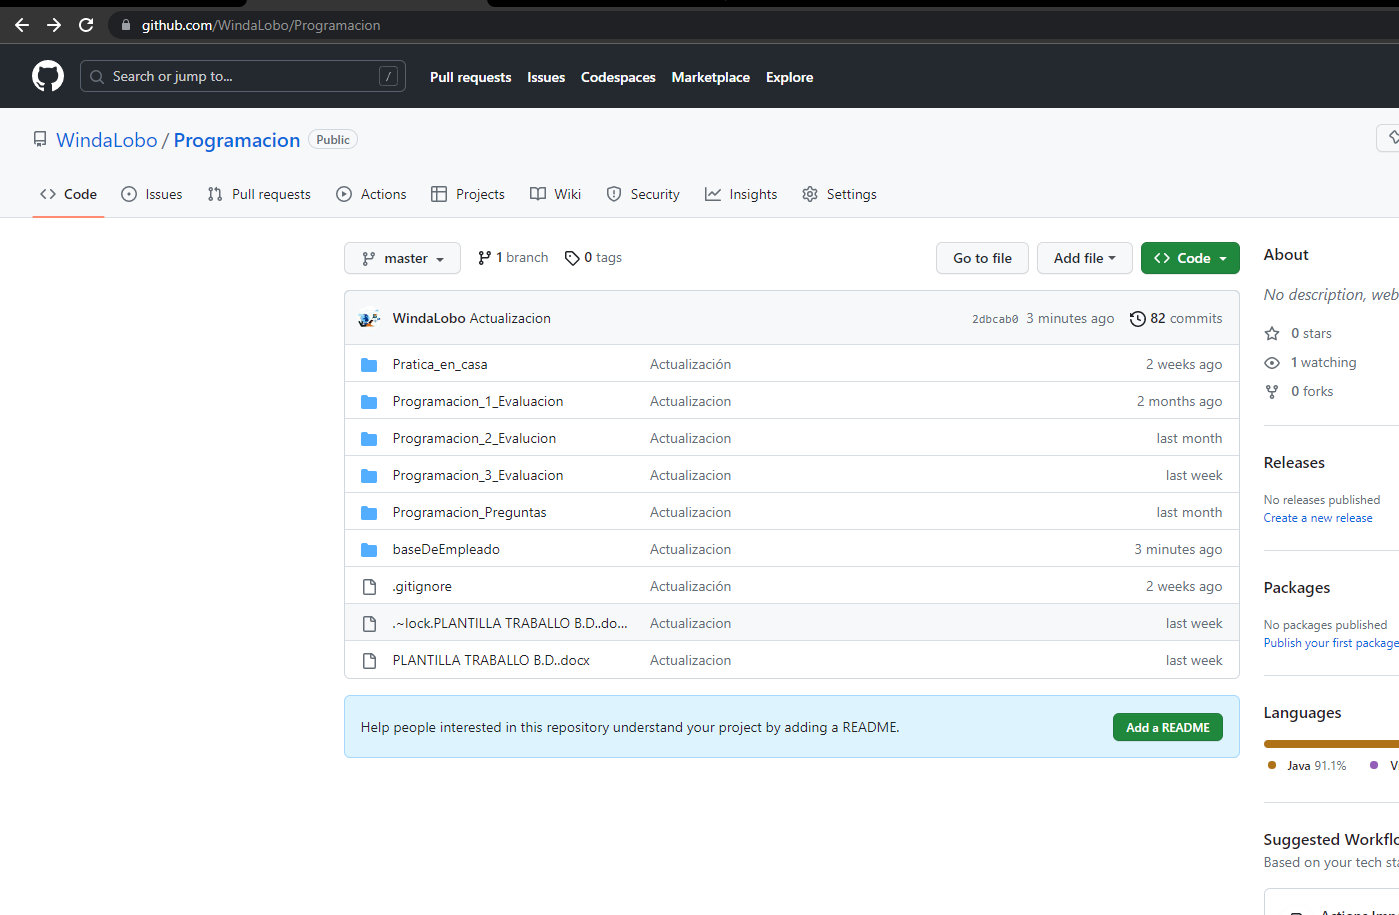 github.com/WindaLobo/Programacion
Search or jump to... /
Pull requests Issues Codespaces Marketplace Explore
WindaLobo / Programacion Public
Code Issues Pull requests Actions Projects Wiki Security Insights Settings
master 1 branch 0 tags Go to file Add file Code
WindaLobo Actualizacion 2dbcab0 3 minutes ago 82 commits
Pratica_en_casa Actualización 2 weeks ago
Programacion_1_Evaluacion Actualizacion 2 months ago
Programacion_2_Evalucion Actualizacion last month
Programacion_3_Evaluacion Actualizacion last week
Programacion_Preguntas Actualizacion last month
baseDeEmpleado Actualizacion 3 minutes ago
.gitignore Actualización 2 weeks ago
.~lock.PLANTILLA TRABALLO B.D..do... Actualizacion last week
PLANTILLA TRABALLO B.D..docx Actualizacion last week
Help people interested in this repository understand your project by adding a README. Add a README
About
No description, web
0 stars
1 watching
0 forks
Releases
No releases published
Create a new release
Packages
No packages published
Publish your first package
Languages
Java 91.1% V
Suggested Workflo
Based on your tech sta